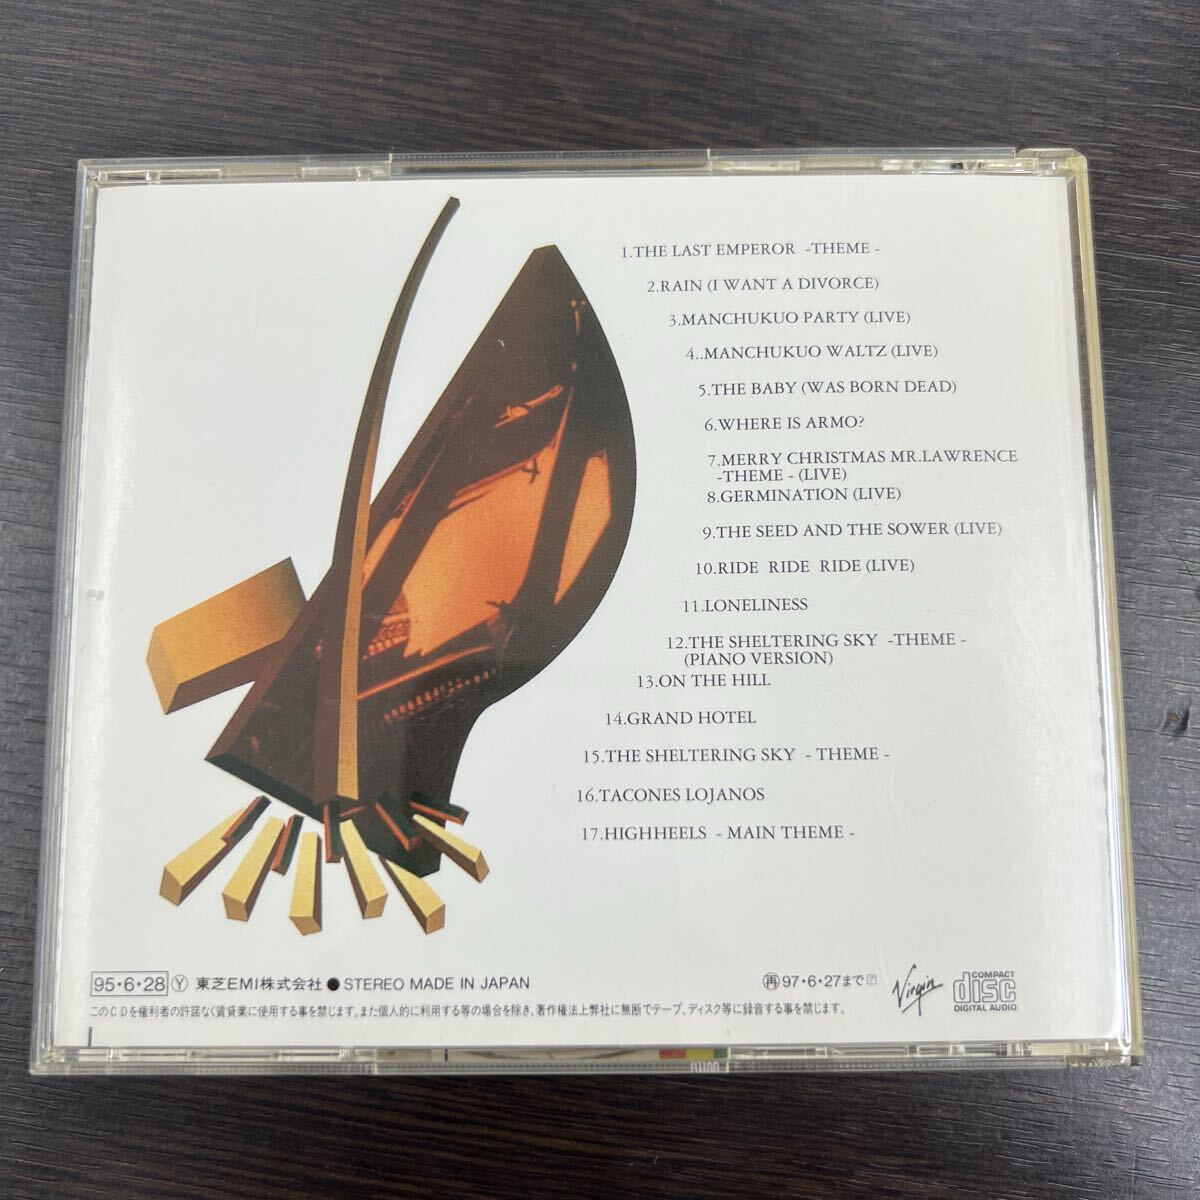 1.THE LAST EMPEROR -THEME -
2.RAIN (I WANT A DIVORCE)
3.MANCHUKUO PARTY (LIVE)
4..MANCHUKUO WALTZ (LIVE)
5.THE BABY (WAS BORN DEAD)
6.WHERE IS ARMO?
7.MERRY CHRISTMAS MR.LAWRENCE
-THEME - (LIVE)
8.GERMINATION (LIVE)
9.THE SEED AND THE SOWER (LIVE)
10.RIDE RIDE RIDE (LIVE)
11.LONELINESS
12.THE SHELTERING SKY -THEME -
(PIANO VERSION)
13.ON THE HILL
14.GRAND HOTEL
15.THE SHELTERING SKY - THEME -
16.TACONES LOJANOS
17.HIGHHEELS - MAIN THEME -
95・6・28 Ⓨ 東芝EMI株式会社 ● STEREO MADE IN JAPAN
再 97・6・27まで
このCDを権利者の許諾なく賃貸業に使用する事を禁じます。また個人的に利用する等の場合を除き、著作権法上弊社に無断でテープ、ディスク等に録音する事を禁じます。
Virgin
COMPACT
disc
DIGITAL AUDIO